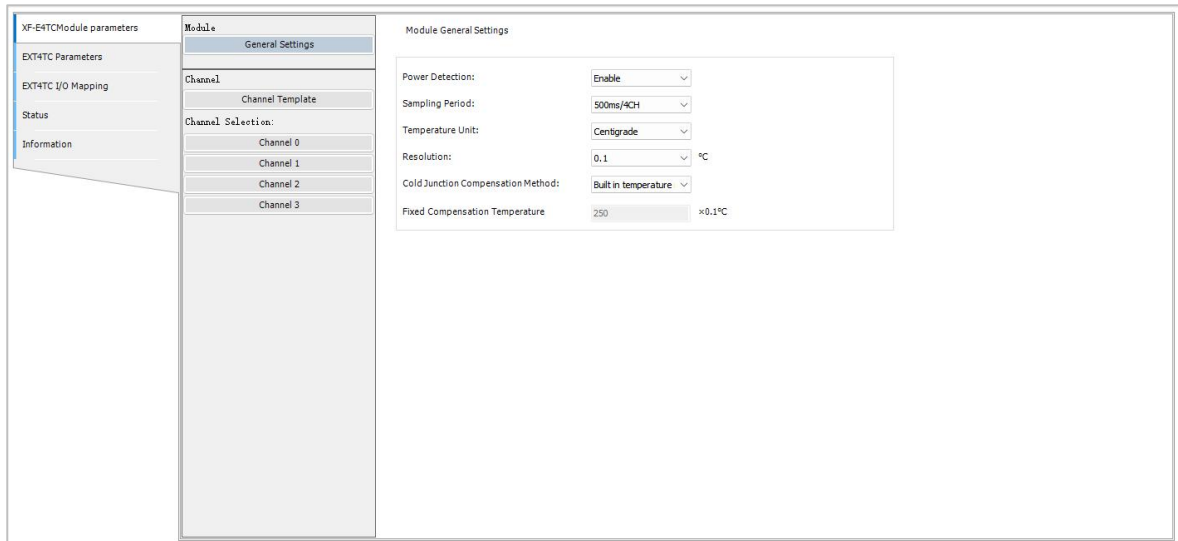 XF-E4TCModule parameters
EXT4TC Parameters
EXT4TC I/O Mapping
Status
Information
Module
General Settings
Channel
Channel Template
Channel Selection:
Channel 0
Channel 1
Channel 2
Channel 3
Module General Settings
Power Detection: Enable
Sampling Period: 500ms/4CH
Temperature Unit: Centigrade
Resolution: 0.1 °C
Cold Junction Compensation Method: Built in temperature
Fixed Compensation Temperature 250 ×0.1°C